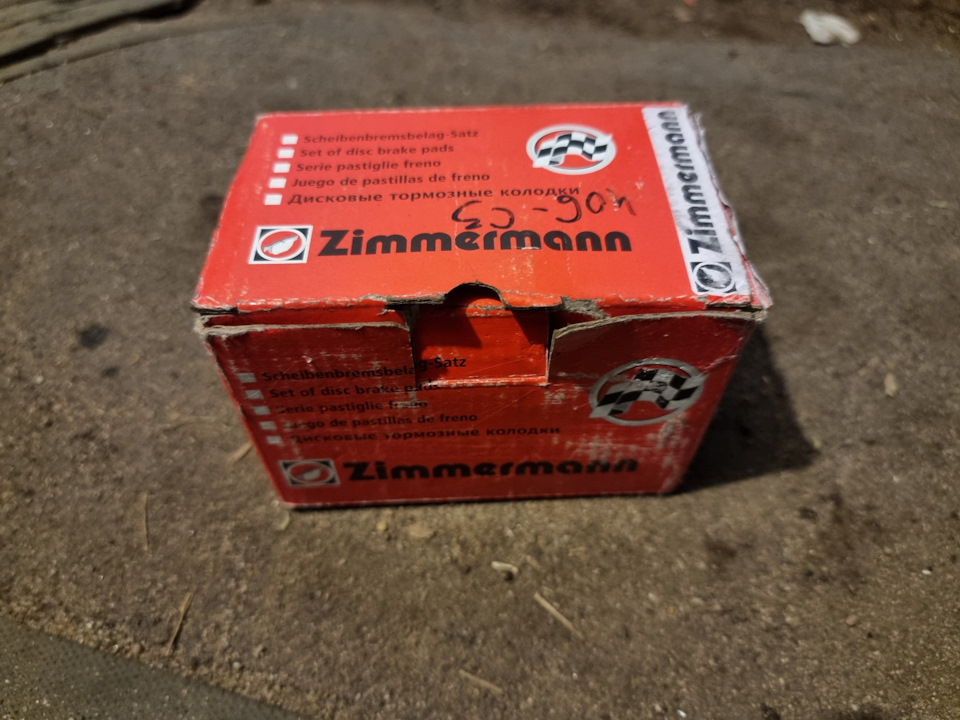 Scheibenbremsbelag-Satz
Set of disc brake pads
Serie pastiglie freno
Juego de pastillas de freno
Дисковые тормозные колодки
Zimmermann
Zimmermann
Scheibenbremsbelag-Satz
Set of disc brake pads
Serie pastiglie freno
Juego de pastillas de freno
Дисковые тормозные колодки
Zimmermann